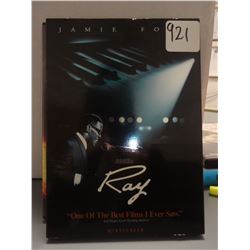 JAMIE FO
921
Ray
"One Of The Best Films I Ever Saw."
WIDESCREEN